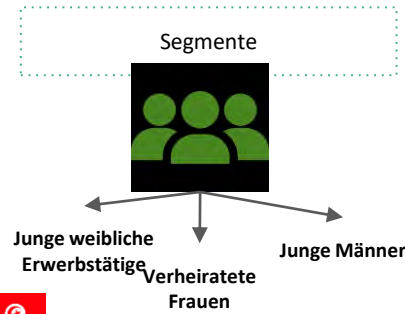 Segmente
Junge weibliche
Erwerbstätige
Verheiratete
Frauen
Junge Männer